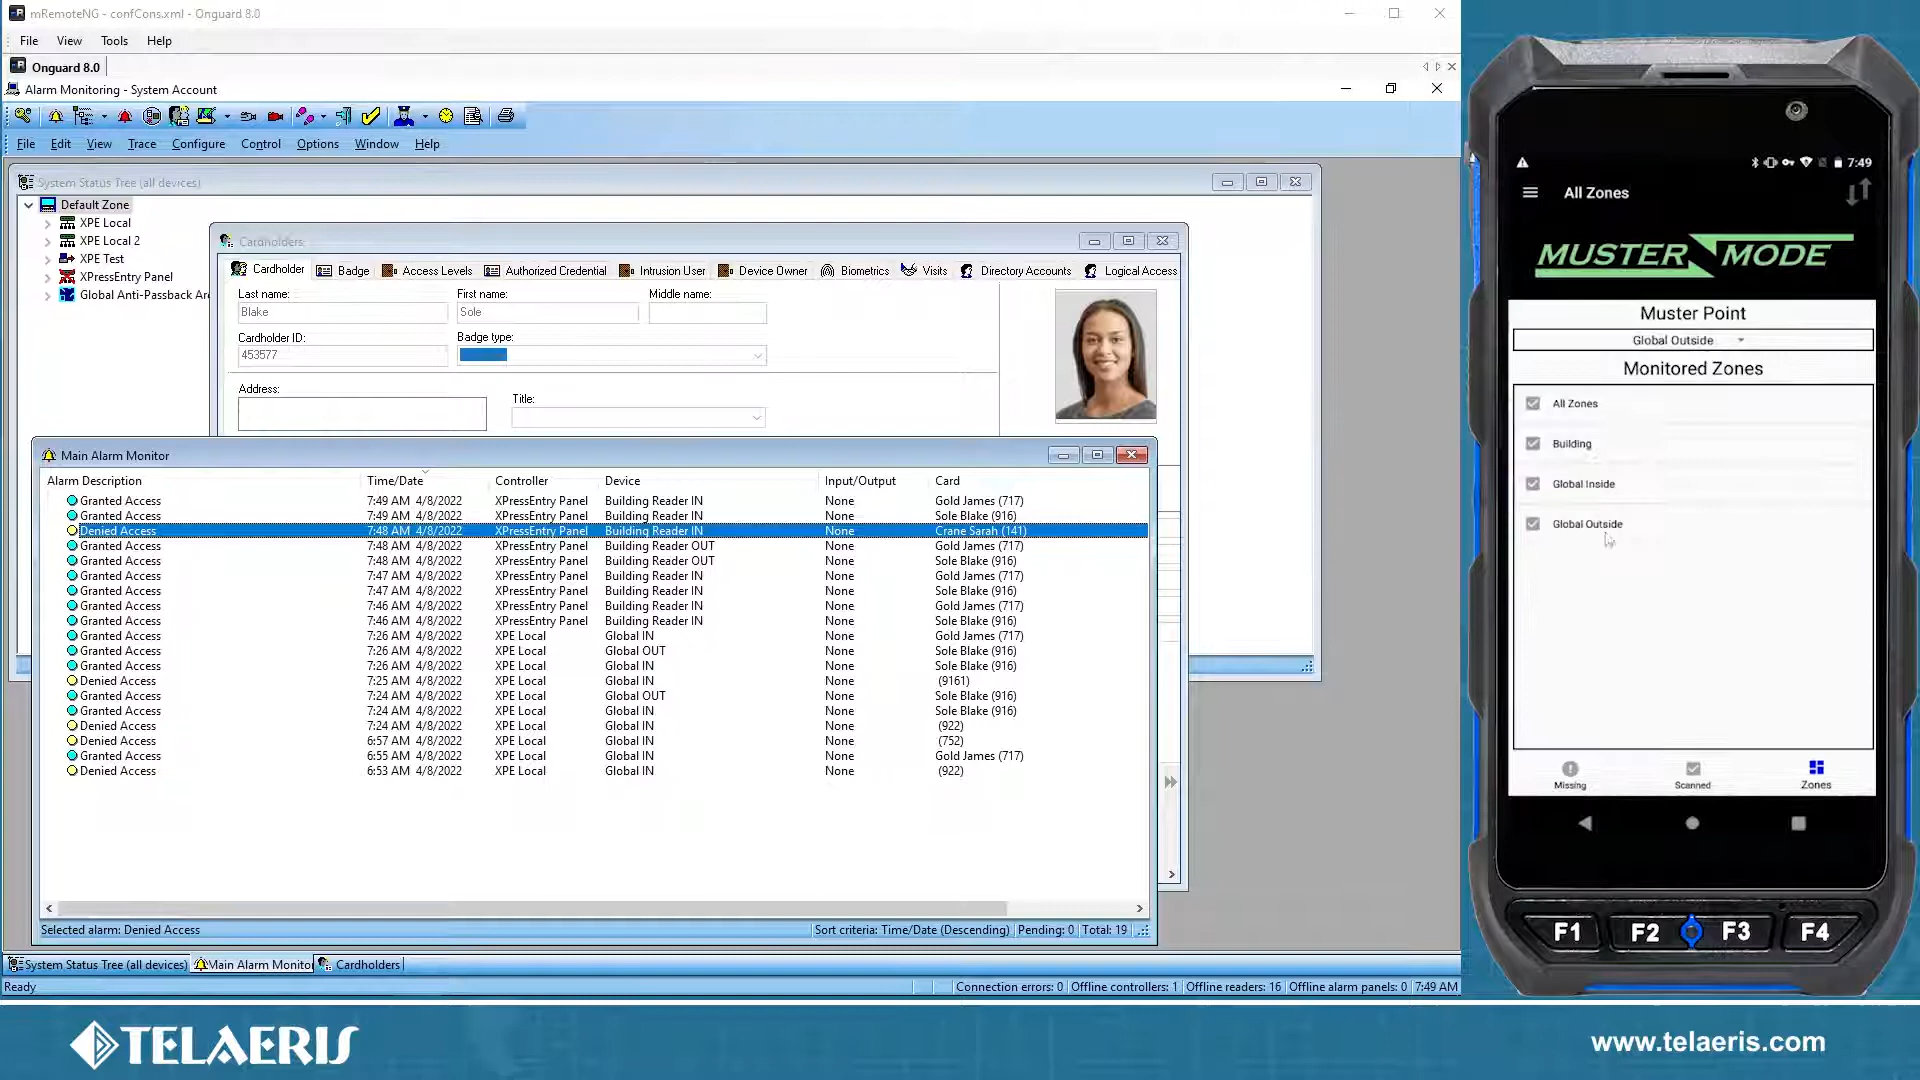 mRemoteNG - confCons.xml - Onguard 8.0
File View Tools Help
Onguard 8.0
Alarm Monitoring - System Account
File Edit View Trace Configure Control Options Window Help
System Status Tree (all devices)
Default Zone
XPE Local
XPE Local 2
XPE Test
XPressEntry Panel
Global Anti-Passback Are
Cardholders
Cardholder Badge Access Levels Authorized Credential Intrusion User Device Owner Biometrics Visits Directory Accounts Logical Access
Last name: First name: Middle name:
Blake Sole
Cardholder ID: Badge type:
453577
Address: Title:
Main Alarm Monitor
Alarm Description Time/Date Controller Device Input/Output Card
Granted Access 7:49 AM 4/8/2022 XPressEntry Panel Building Reader IN None Gold James (717)
Granted Access 7:49 AM 4/8/2022 XPressEntry Panel Building Reader IN None Sole Blake (916)
Denied Access 7:48 AM 4/8/2022 XPressEntry Panel Building Reader IN None Crane Sarah (141)
Granted Access 7:48 AM 4/8/2022 XPressEntry Panel Building Reader OUT None Gold James (717)
Granted Access 7:48 AM 4/8/2022 XPressEntry Panel Building Reader OUT None Sole Blake (916)
Granted Access 7:47 AM 4/8/2022 XPressEntry Panel Building Reader IN None Gold James (717)
Granted Access 7:47 AM 4/8/2022 XPressEntry Panel Building Reader IN None Sole Blake (916)
Granted Access 7:46 AM 4/8/2022 XPressEntry Panel Building Reader IN None Gold James (717)
Granted Access 7:46 AM 4/8/2022 XPressEntry Panel Building Reader IN None Sole Blake (916)
Granted Access 7:26 AM 4/8/2022 XPE Local Global IN None Gold James (717)
Granted Access 7:26 AM 4/8/2022 XPE Local Global OUT None Sole Blake (916)
Granted Access 7:26 AM 4/8/2022 XPE Local Global IN None Sole Blake (916)
Denied Access 7:25 AM 4/8/2022 XPE Local Global IN None (9161)
Granted Access 7:24 AM 4/8/2022 XPE Local Global OUT None Sole Blake (916)
Granted Access 7:24 AM 4/8/2022 XPE Local Global IN None Sole Blake (916)
Denied Access 7:24 AM 4/8/2022 XPE Local Global IN None (922)
Denied Access 6:57 AM 4/8/2022 XPE Local Global IN None (752)
Granted Access 6:55 AM 4/8/2022 XPE Local Global IN None Gold James (717)
Denied Access 6:53 AM 4/8/2022 XPE Local Global IN None (922)
Selected alarm: Denied Access Sort criteria: Time/Date (Descending) Pending: 0 Total: 19
System Status Tree (all devices) Main Alarm Monitor Cardholders
Ready Connection errors: 0 Offline controllers: 1 Offline readers: 16 Offline alarm panels: 0 7:49 AM
7:49
All Zones
MUSTER MODE
Muster Point
Global Outside
Monitored Zones
All Zones
Building
Global Inside
Global Outside
Missing Scanned Zones
F1 F2 F3 F4
TELAERIS
www.telaeris.com